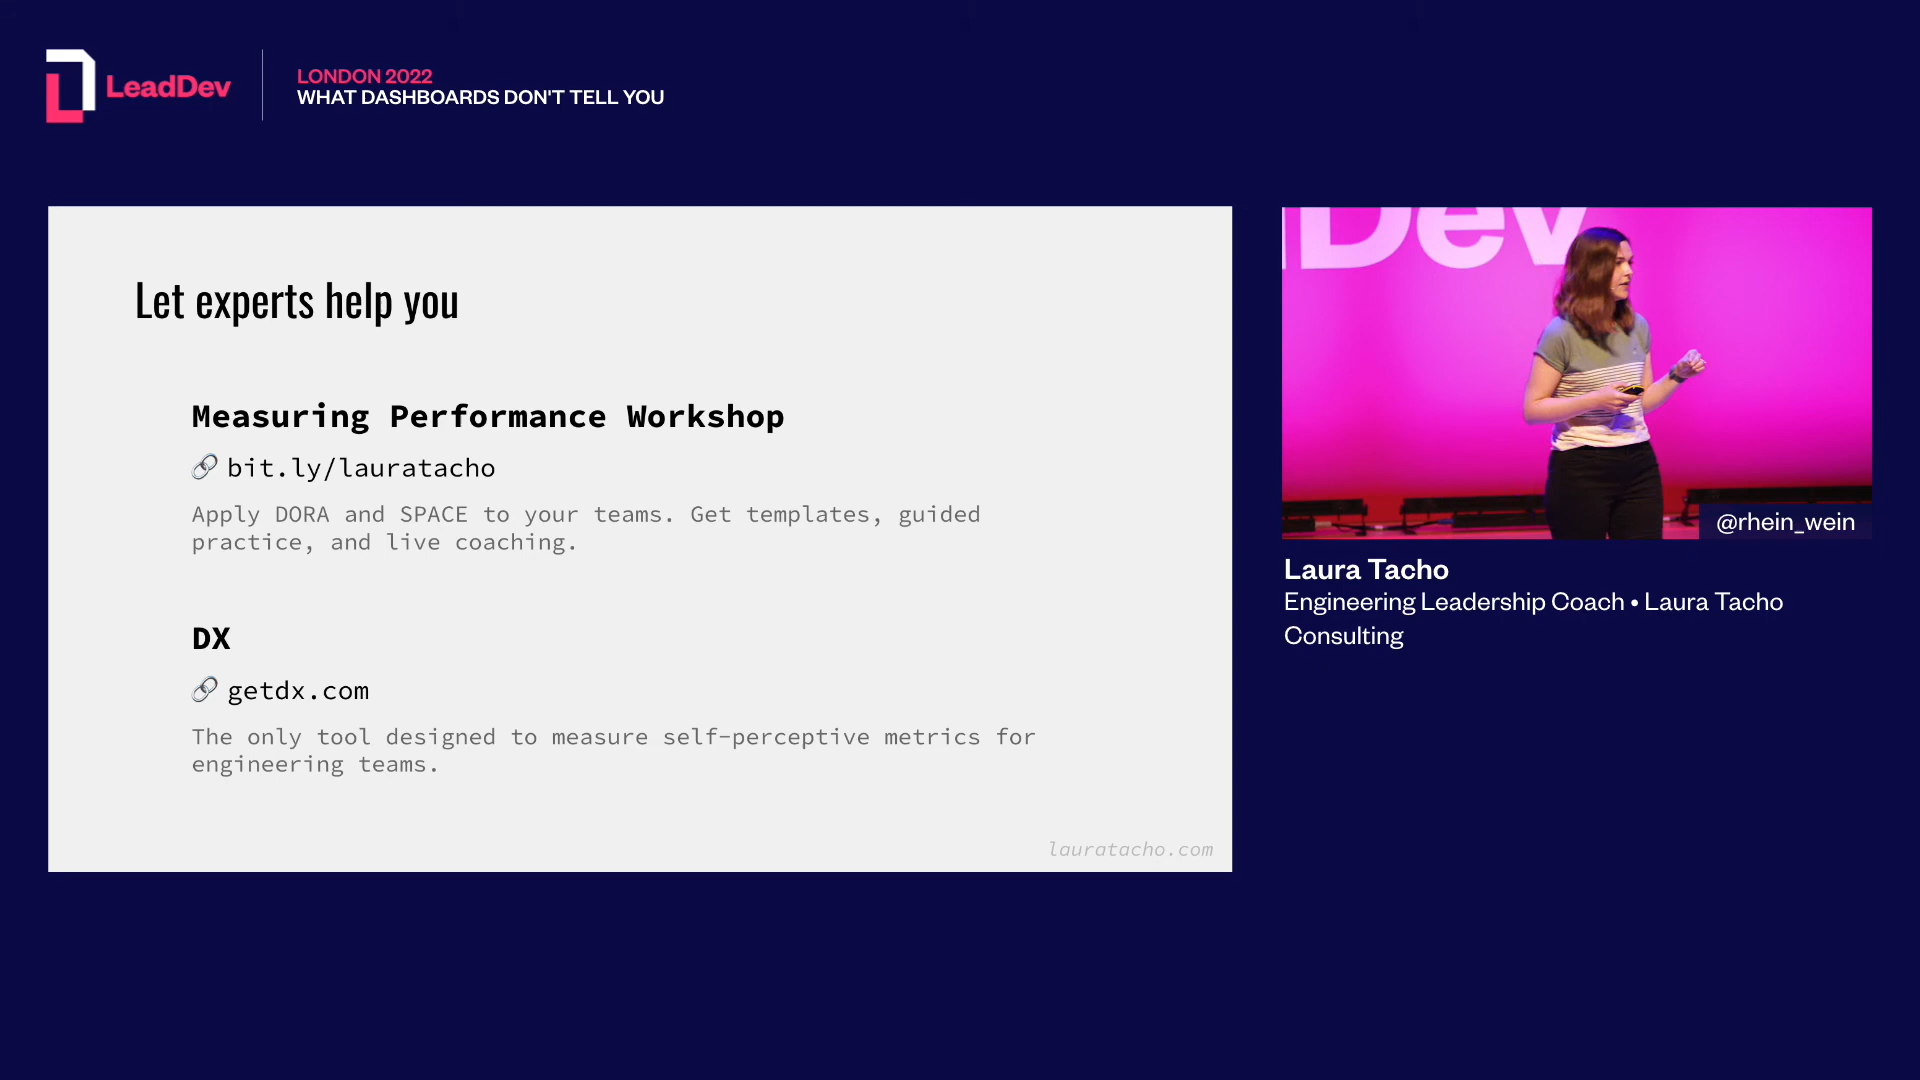 LeadDev
LONDON 2022
WHAT DASHBOARDS DON'T TELL YOU
Let experts help you
Measuring Performance Workshop
🔗 bit.ly/lauratacho
Apply DORA and SPACE to your teams. Get templates, guided
practice, and live coaching.
DX
🔗 getdx.com
The only tool designed to measure self-perceptive metrics for
engineering teams.
lauratacho.com
Dev
@rhein_wein
Laura Tacho
Engineering Leadership Coach • Laura Tacho
Consulting